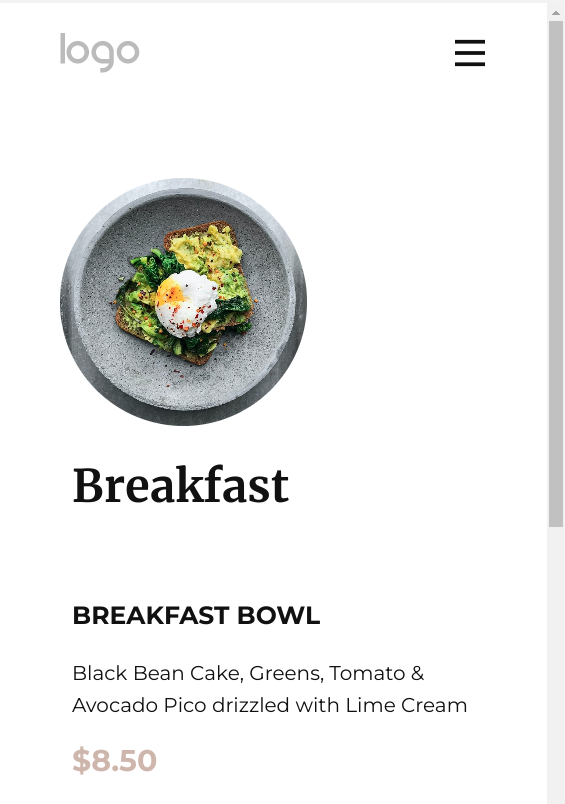 logo
Breakfast
BREAKFAST BOWL
Black Bean Cake, Greens, Tomato &
Avocado Pico drizzled with Lime Cream
$8.50